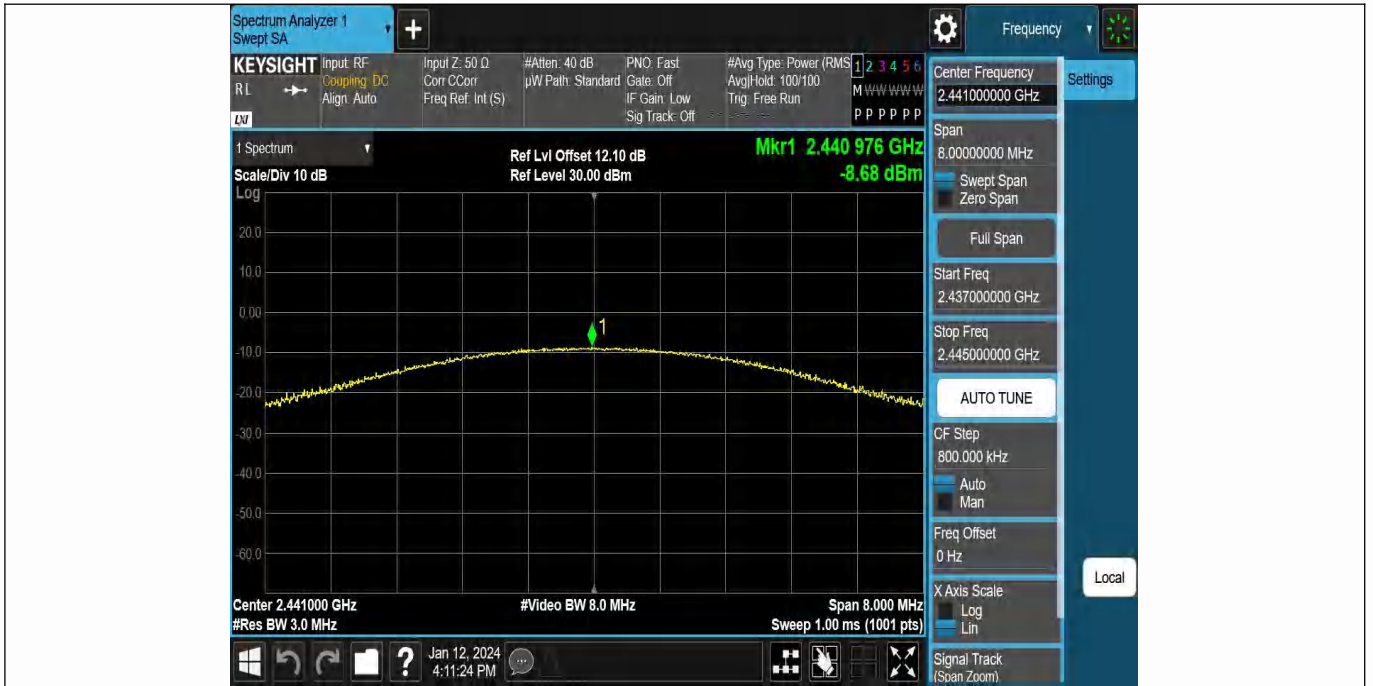 Spectrum Analyzer 1
Swept SA
+
Frequency
KEYSIGHT
R L
LXI
Input: RF
Coupling: DC
Align: Auto
Input Z: 50 Ω
Corr CCorr
Freq Ref: Int (S)
#Atten: 40 dB
µW Path: Standard
PNO: Fast
Gate: Off
IF Gain: Low
Sig Track: Off
#Avg Type: Power (RMS
Avg|Hold: 100/100
Trig: Free Run
1 2 3 4 5 6
M W W W W W
P P P P P P
1 Spectrum
Scale/Div 10 dB
Log
Ref Lvl Offset 12.10 dB
Ref Level 30.00 dBm
Mkr1 2.440 976 GHz
-8.68 dBm
20.0
10.0
0.00
-10.0
-20.0
-30.0
-40.0
-50.0
-60.0
1
Center 2.441000 GHz
#Res BW 3.0 MHz
#Video BW 8.0 MHz
Span 8.000 MHz
Sweep 1.00 ms (1001 pts)
?
Jan 12, 2024
4:11:24 PM
Center Frequency
2.441000000 GHz
Settings
Span
8.00000000 MHz
Swept Span
Zero Span
Full Span
Start Freq
2.437000000 GHz
Stop Freq
2.445000000 GHz
AUTO TUNE
CF Step
800.000 kHz
Auto
Man
Freq Offset
0 Hz
X Axis Scale
Log
Lin
Signal Track
(Span Zoom)
Local